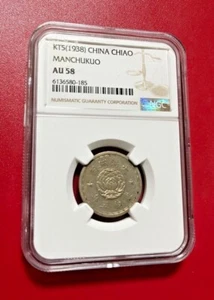 KT5(1938) CHINA CHIAO
MANCHUKUO
AU 58
6136580-185
NUMISMATIC GUARANTY CORPORATION
NGC